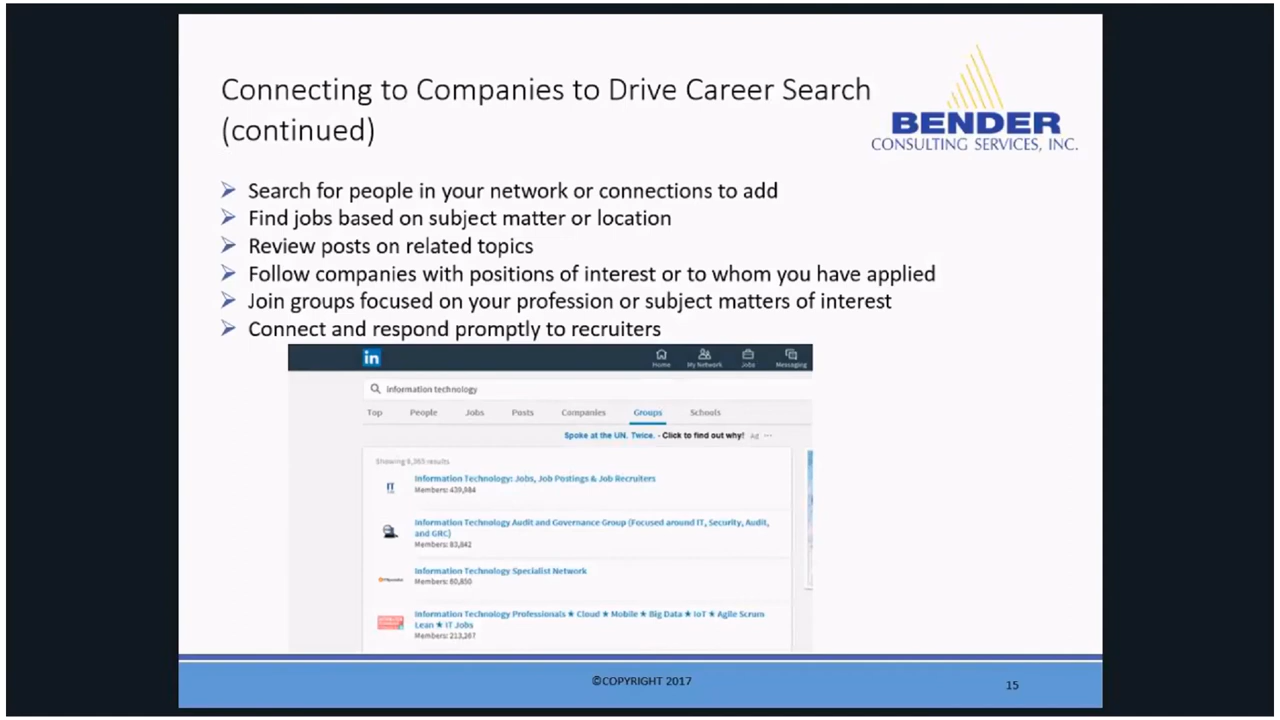 Connecting to Companies to Drive Career Search
(continued)
BENDER
CONSULTING SERVICES, INC.
Search for people in your network or connections to add
Find jobs based on subject matter or location
Review posts on related topics
Follow companies with positions of interest or to whom you have applied
Join groups focused on your profession or subject matters of interest
Connect and respond promptly to recruiters
in
Home My Network Jobs Messaging
information technology
Top People Jobs Posts Companies Groups Schools
Spoke at the UN. Twice. - Click to find out why! Ad ...
Showing results
IT
Information Technology: Jobs, Job Postings & Job Recruiters
Members: 439,984
Information Technology Audit and Governance Group (Focused around IT, Security, Audit,
and GRC)
Members: 83,842
Information Technology Specialist Network
Members: 80,850
Information Technology Professionals ★ Cloud ★ Mobile ★ Big Data ★ IoT ★ Agile Scrum
Lean ★ IT Jobs
Members: 213,267
©COPYRIGHT 2017
15